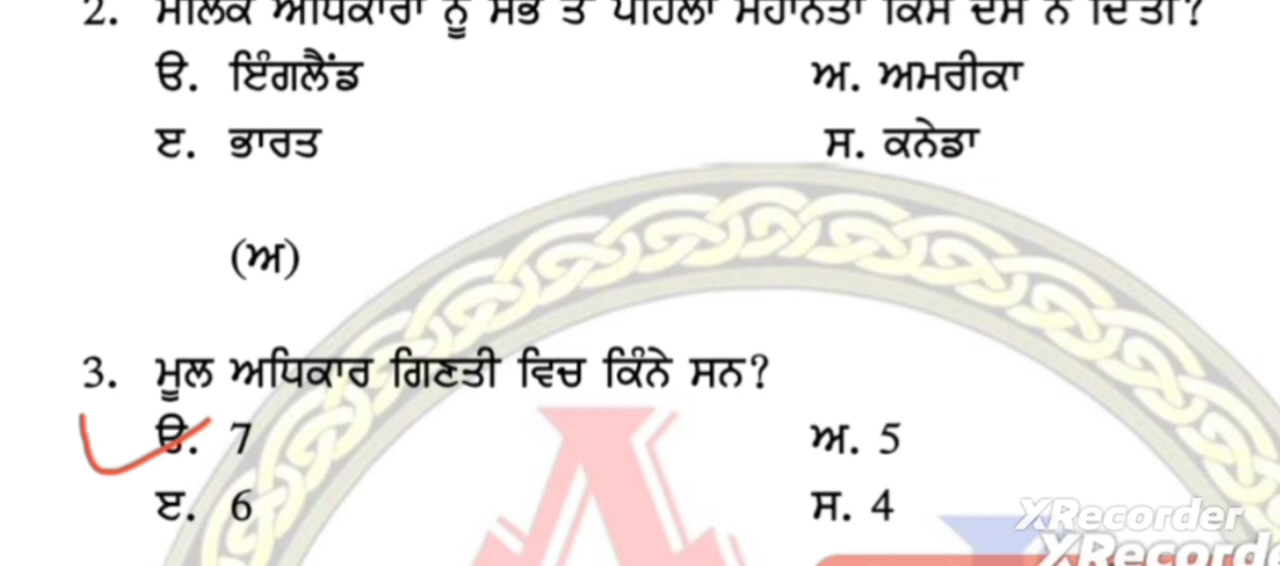 2. ਮੌਲਿਕ ਅਧਿਕਾਰਾਂ ਨੂੰ ਸਭ ਤੋਂ ਪਹਿਲਾਂ ਮਹਾਨਤਾ ਕਿਸ ਦੇਸ ਨੇ ਦਿੱਤੀ?
ੳ. ਇੰਗਲੈਂਡ ਅ. ਅਮਰੀਕਾ
ੲ. ਭਾਰਤ ਸ. ਕਨੇਡਾ
(ਅ)
3. ਮੂਲ ਅਧਿਕਾਰ ਗਿਣਤੀ ਵਿਚ ਕਿੰਨੇ ਸਨ?
ੳ. 7 ਅ. 5
ੲ. 6 ਸ. 4
XRecorder
XRecorde